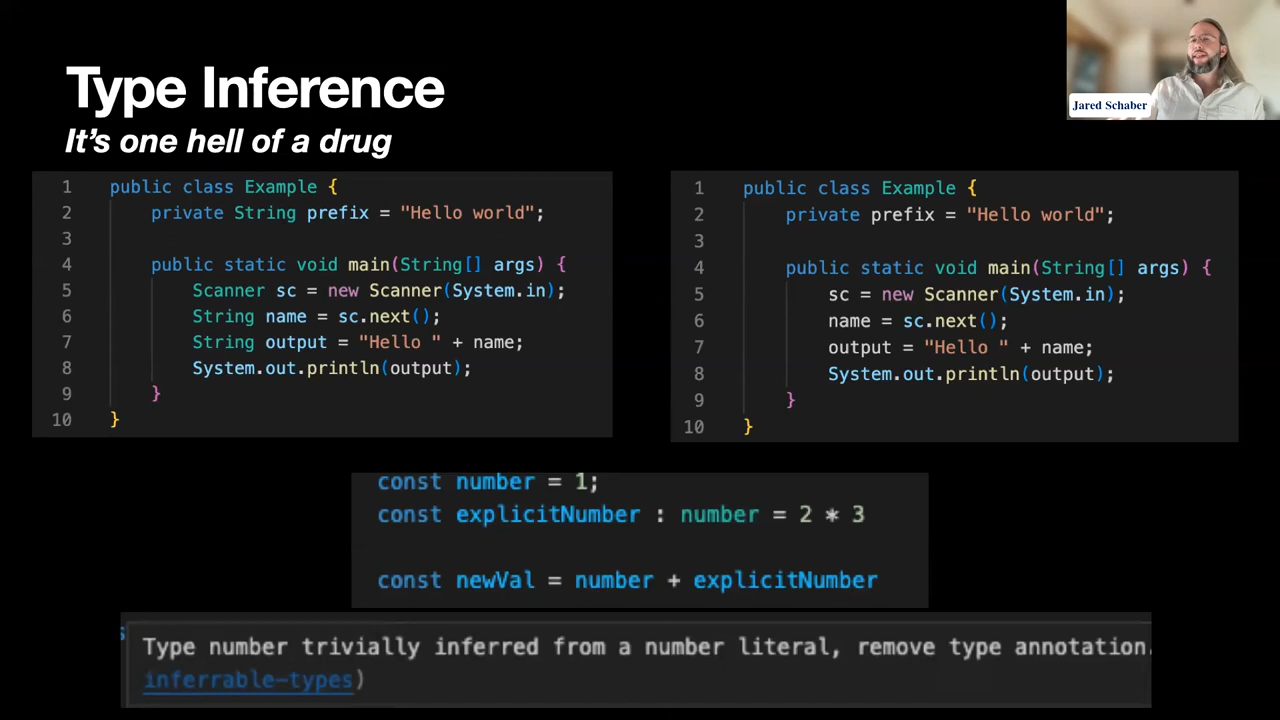 Type Inference
It's one hell of a drug
Jared Schaber
1 public class Example {
2 private String prefix = "Hello world";
3
4 public static void main(String[] args) {
5 Scanner sc = new Scanner(System.in);
6 String name = sc.next();
7 String output = "Hello " + name;
8 System.out.println(output);
9 }
10 }
1 public class Example {
2 private prefix = "Hello world";
3
4 public static void main(String[] args) {
5 sc = new Scanner(System.in);
6 name = sc.next();
7 output = "Hello " + name;
8 System.out.println(output);
9 }
10 }
const number = 1;
const explicitNumber : number = 2 * 3
const newVal = number + explicitNumber
s
Type number trivially inferred from a number literal, remove type annotation.
inferrable-types)